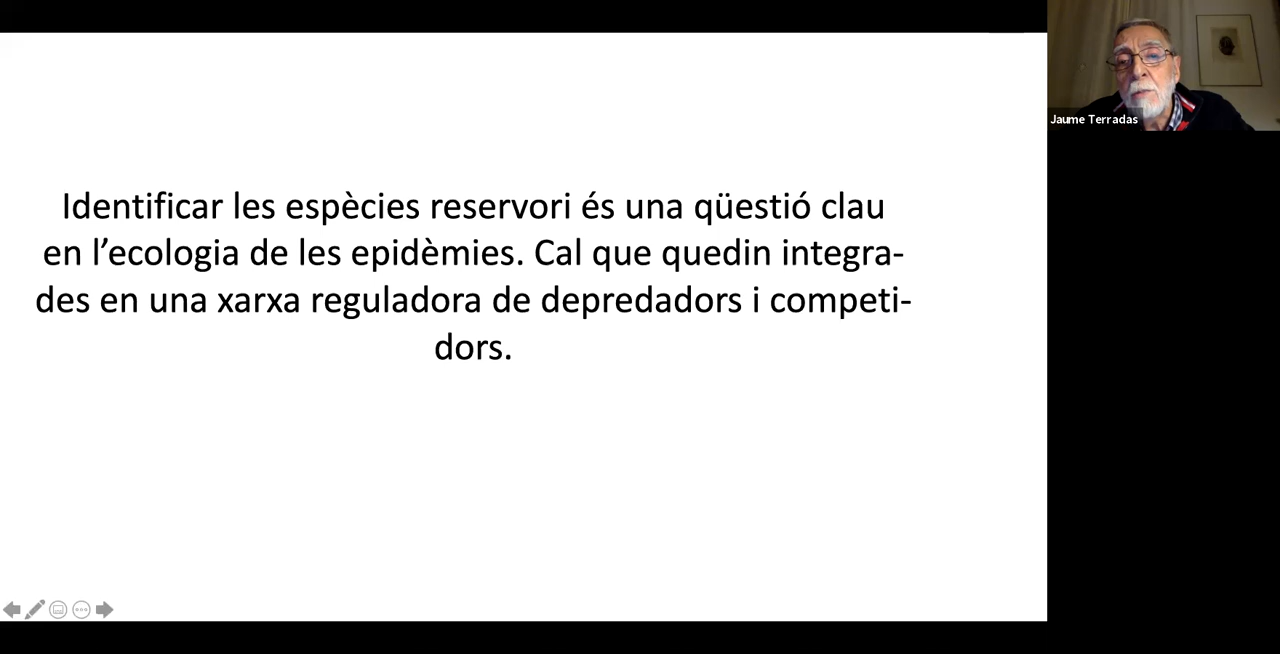 Identificar les espècies reservori és una qüestió clau
en l’ecologia de les epidèmies. Cal que quedin integra-
des en una xarxa reguladora de depredadors i competi-
dors.
Jaume Terradas